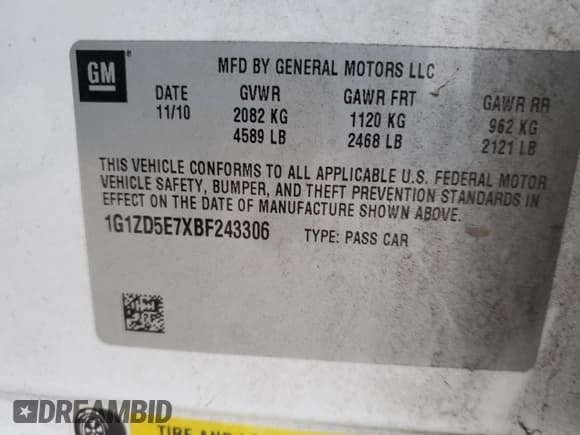 GM
®
MFD BY GENERAL MOTORS LLC
DATE GVWR GAWR FRT GAWR RR
11/10 2082 KG 1120 KG 962 KG
4589 LB 2468 LB 2121 LB
THIS VEHICLE CONFORMS TO ALL APPLICABLE U.S. FEDERAL MOTOR
VEHICLE SAFETY, BUMPER, AND THEFT PREVENTION STANDARDS IN
EFFECT ON THE DATE OF MANUFACTURE SHOWN ABOVE.
1G1ZD5E7XBF243306 TYPE: PASS CAR
DREAMBID
TIRE AND